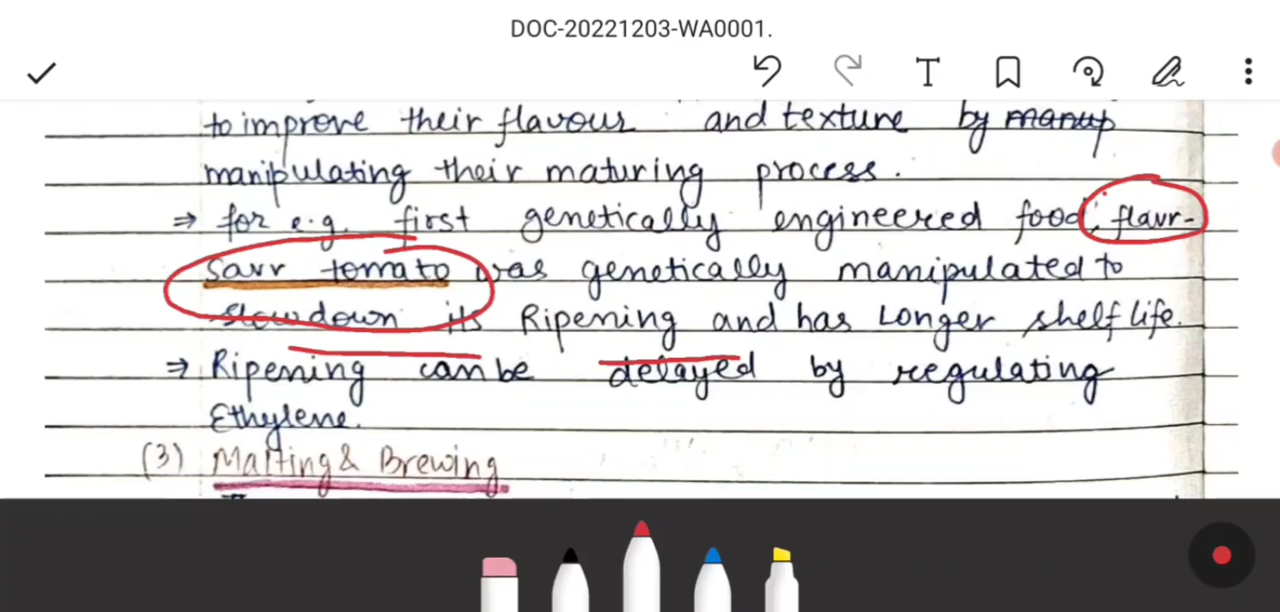 DOC-20221203-WA0001.
T
to improve their flavour and texture by manup
manipulating their maturing process.
⇒ for e.g. first genetically engineered food, flavr-
savr tomato was genetically manipulated to
slowdown its Ripening and has Longer shelf life.
⇒ Ripening can be delayed by regulating
Ethylene.
(3) Malting & Brewing